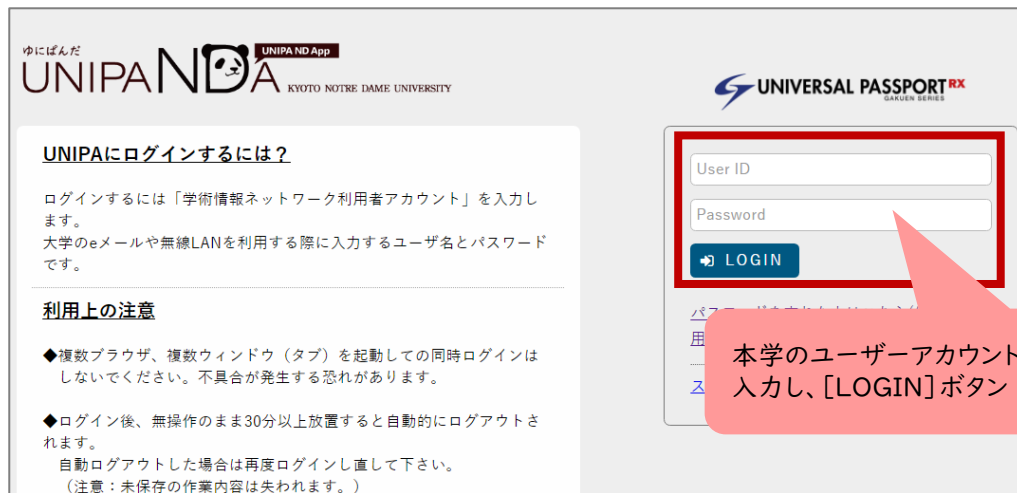 ゆにぱんだ
UNIPA NDA
UNIPA ND App
KYOTO NOTRE DAME UNIVERSITY
UNIPAにログインするには？
ログインするには「学術情報ネットワーク利用者アカウント」を入力し
ます。
大学のeメールや無線LANを利用する際に入力するユーザ名とパスワード
です。
利用上の注意
◆複数ブラウザ、複数ウィンドウ（タブ）を起動しての同時ログインは
しないでください。不具合が発生する恐れがあります。
◆ログイン後、無操作のまま30分以上放置すると自動的にログアウトさ
れます。
自動ログアウトした場合は再度ログインし直して下さい。
（注意：未保存の作業内容は失われます。）
UNIVERSAL PASSPORT RX
GAKUEN SERIES
User ID
Password
LOGIN
用
ス
本学のユーザーアカウント
入力し、[LOGIN]ボタン